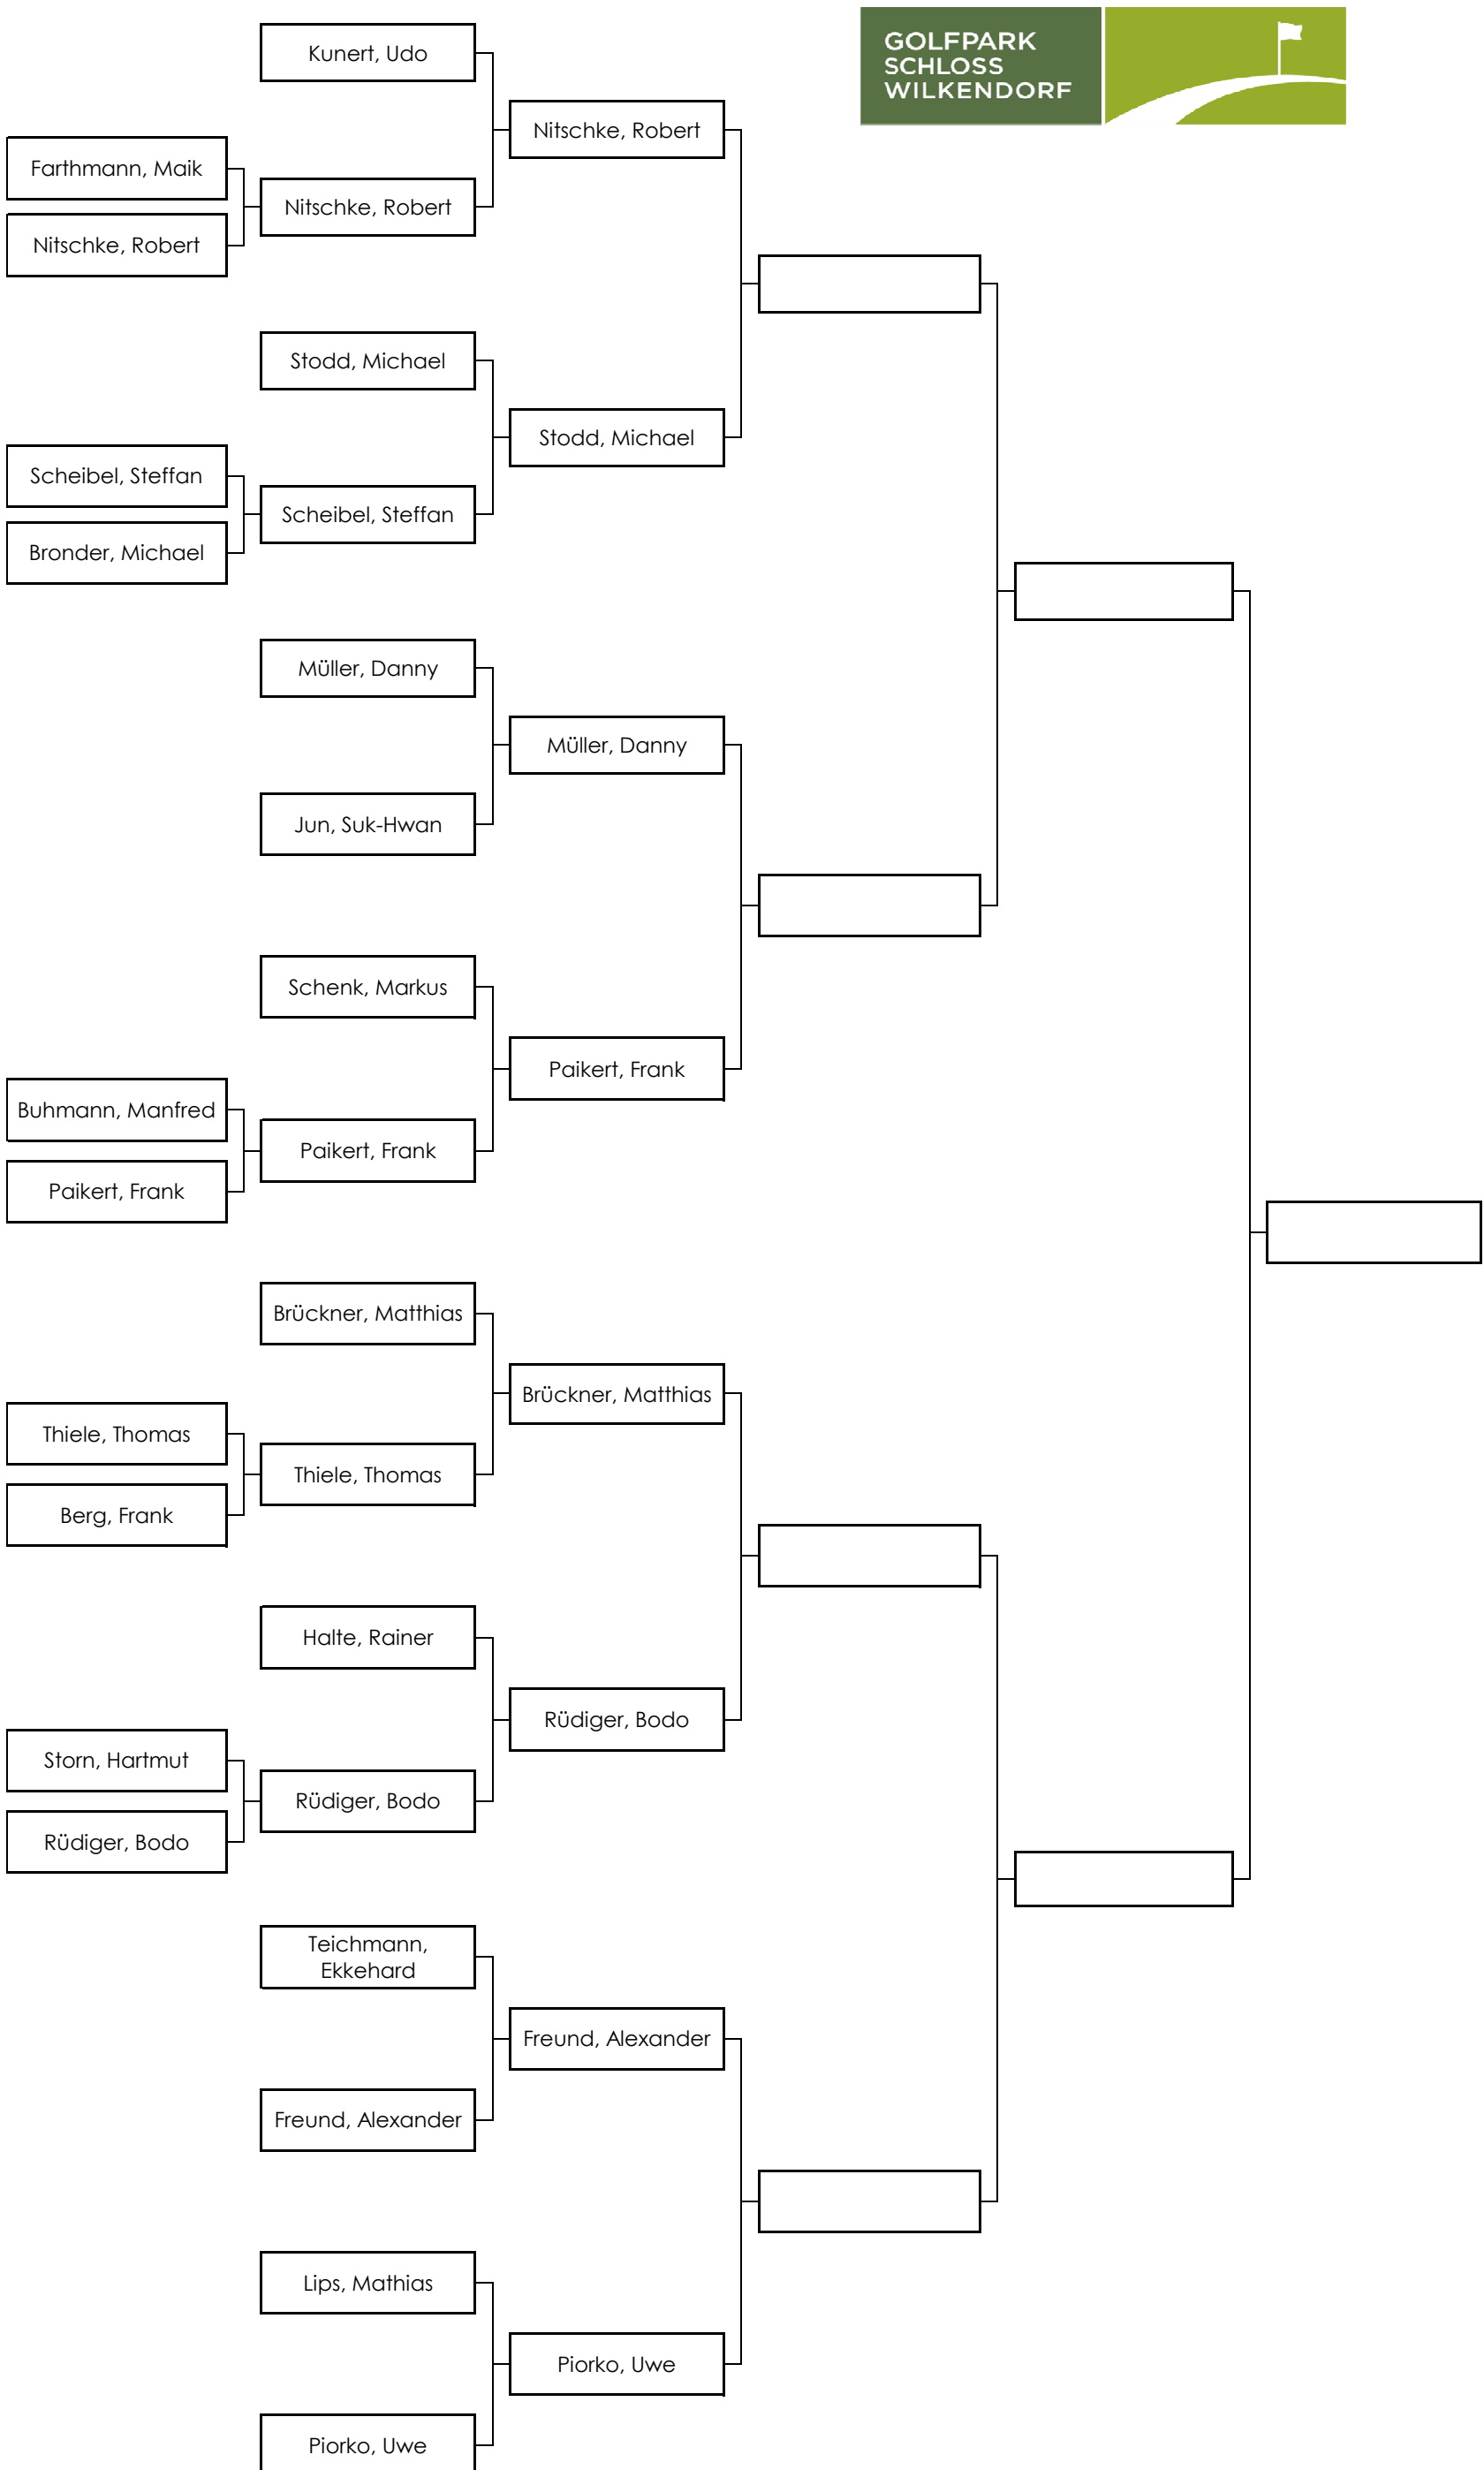 GOLFPARK
SCHLOSS
WILKENDORF
Kunert, Udo
Nitschke, Robert
Farthmann, Maik
Nitschke, Robert
Nitschke, Robert
Stodd, Michael
Stodd, Michael
Scheibel, Steffan
Scheibel, Steffan
Bronder, Michael
Müller, Danny
Müller, Danny
Jun, Suk-Hwan
Schenk, Markus
Paikert, Frank
Buhmann, Manfred
Paikert, Frank
Paikert, Frank
Brückner, Matthias
Brückner, Matthias
Thiele, Thomas
Thiele, Thomas
Berg, Frank
Halte, Rainer
Rüdiger, Bodo
Storn, Hartmut
Rüdiger, Bodo
Rüdiger, Bodo
Teichmann,
Ekkehard
Freund, Alexander
Freund, Alexander
Lips, Mathias
Piorko, Uwe
Piorko, Uwe